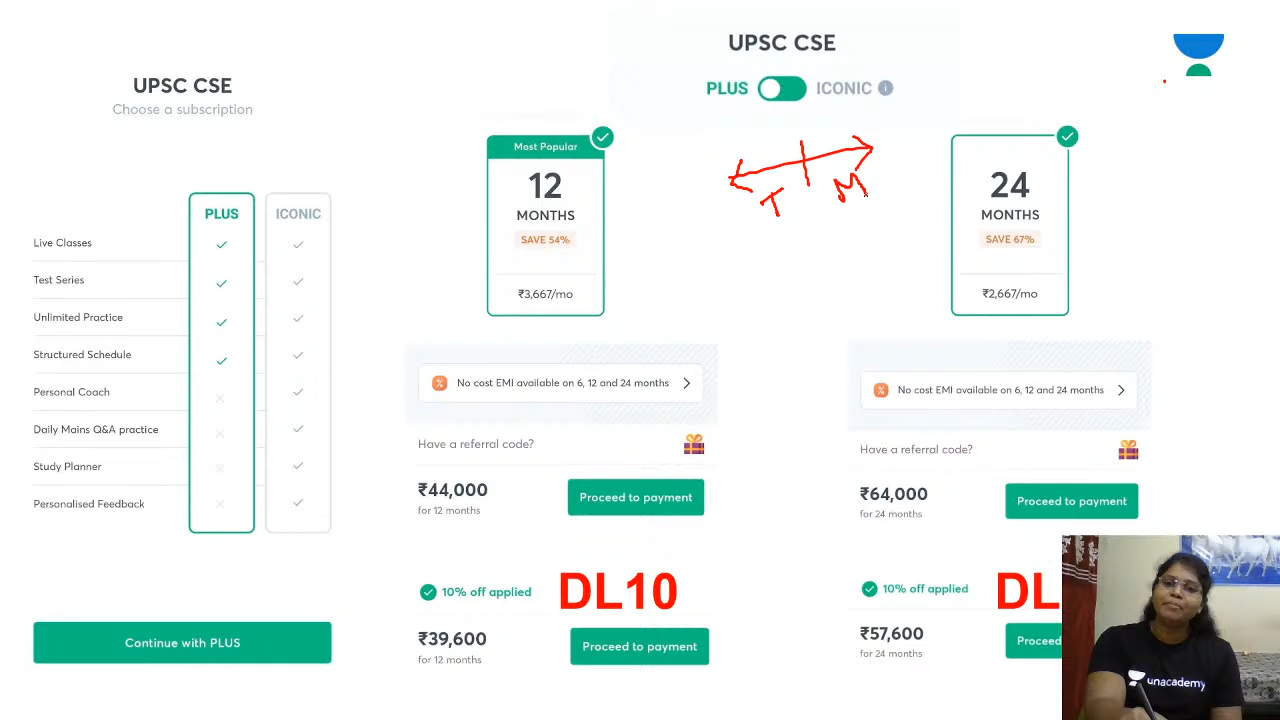 UPSC CSE
Choose a subscription
PLUS
ICONIC
Live Classes
Test Series
Unlimited Practice
Structured Schedule
Personal Coach
Daily Mains Q&A practice
Study Planner
Personalised Feedback
Continue with PLUS
UPSC CSE
PLUS
ICONIC
Most Popular
12
MONTHS
SAVE 54%
₹3,667/mo
T
M
24
MONTHS
SAVE 67%
₹2,667/mo
No cost EMI available on 6, 12 and 24 months
Have a referral code?
₹44,000
for 12 months
Proceed to payment
10% off applied
DL10
₹39,600
for 12 months
Proceed to payment
No cost EMI available on 6, 12 and 24 months
Have a referral code?
₹64,000
for 24 months
Proceed to payment
10% off applied
DL
₹57,600
for 24 months
Proceed
unacademy